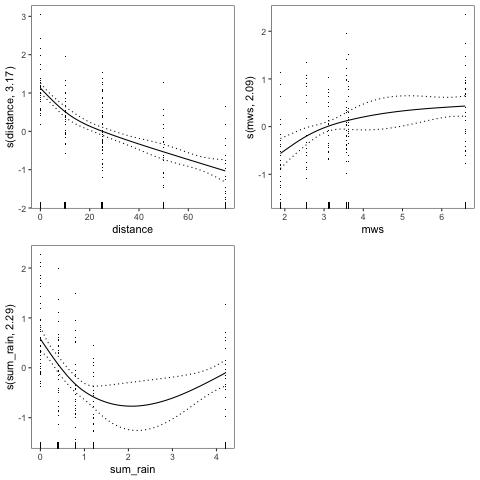 s(distance, 3.17)
3
2
1
0
-1
-2
0 20 40 60
distance
s(mws, 2.09)
2
1
0
-1
2 3 4 5 6
mws
s(sum_rain, 2.29)
2
1
0
-1
0 1 2 3 4
sum_rain